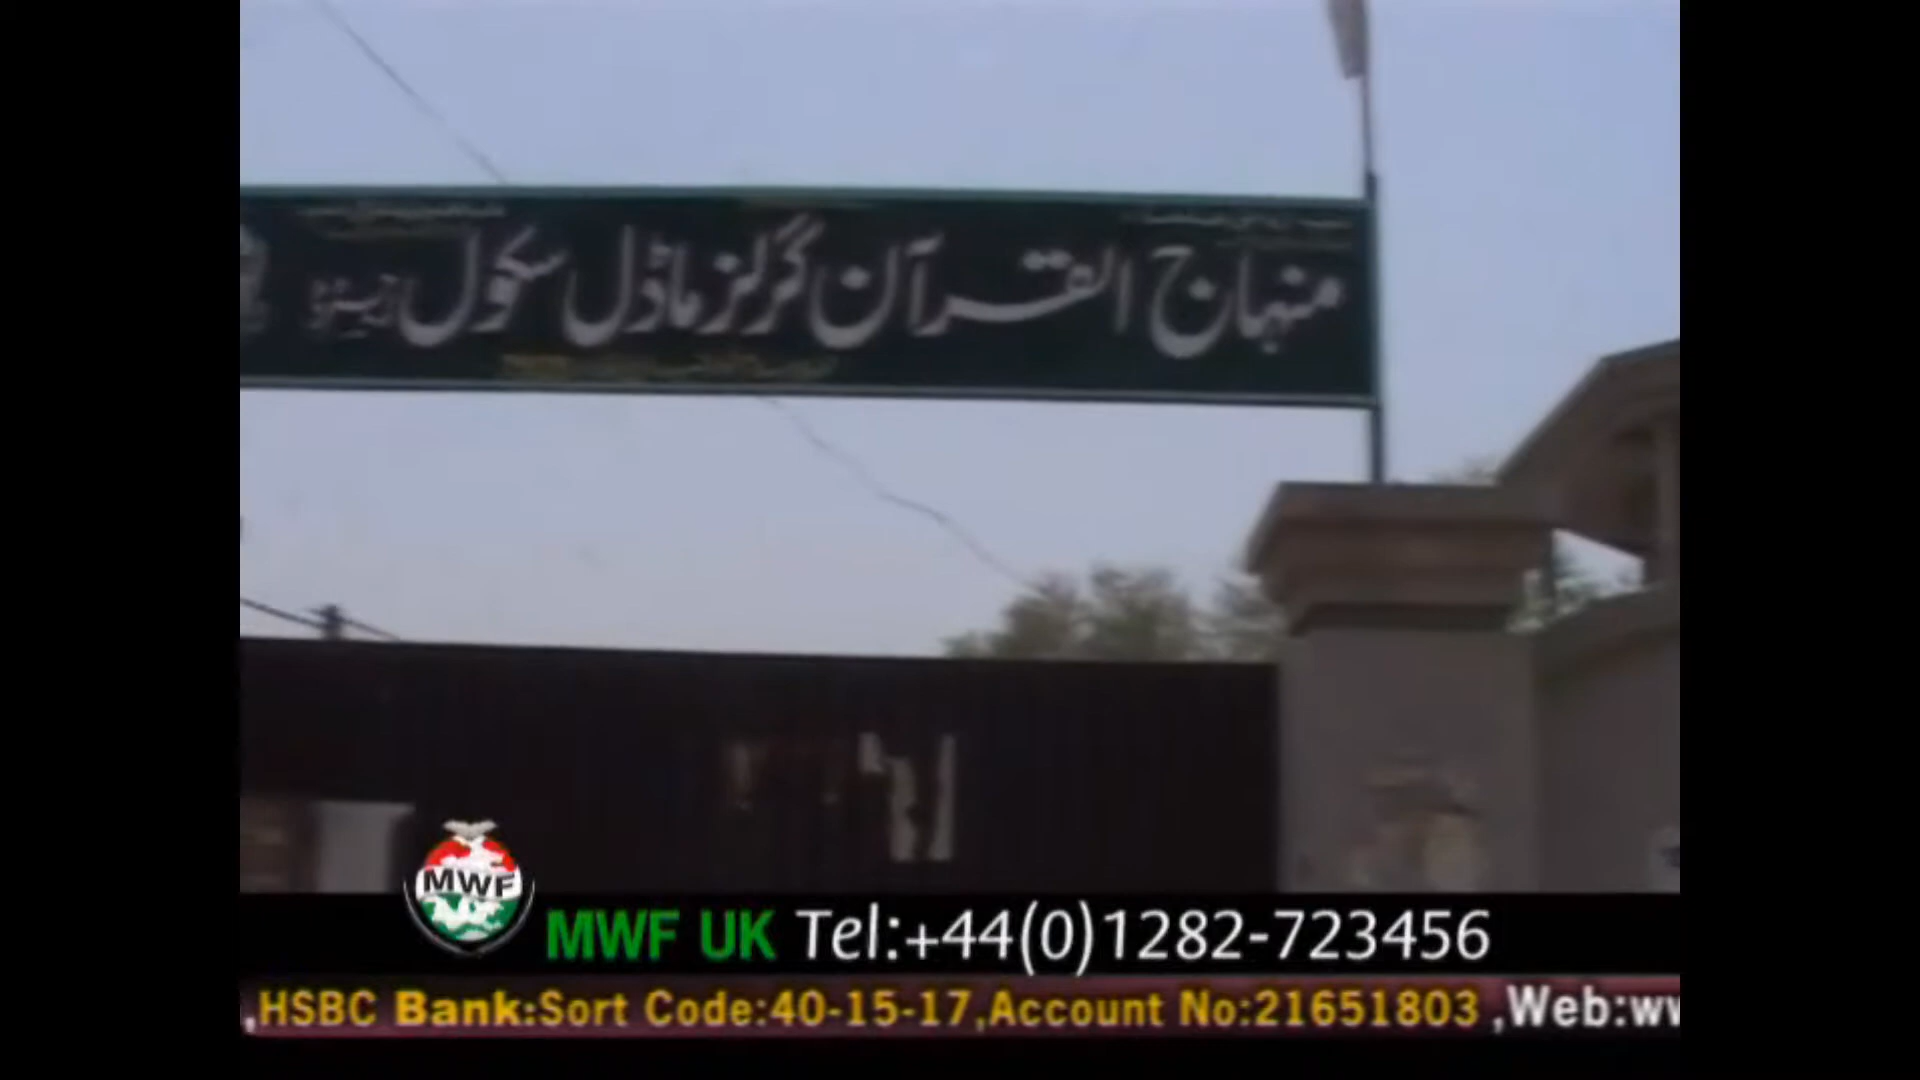 منہاج القرآن گرلز ماڈل سکول
MWF
MWF UK Tel:+44(0)1282-723456
,HSBC Bank:Sort Code:40-15-17,Account No:21651803 ,Web:ww